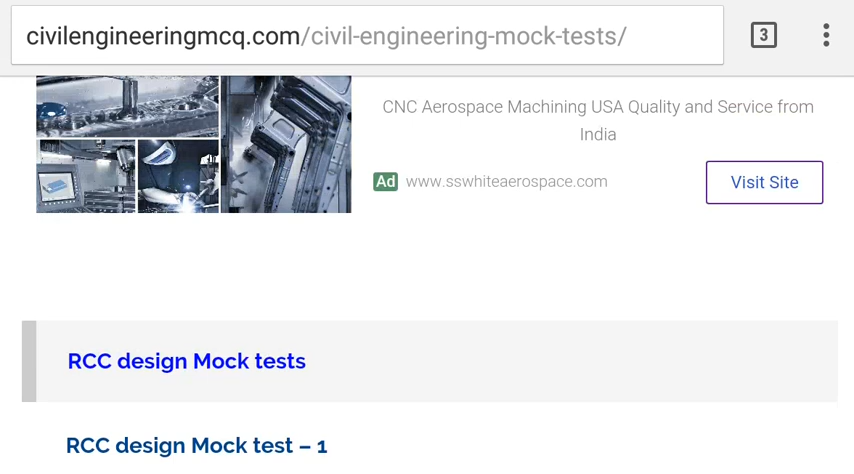 civilengineeringmcq.com/civil-engineering-mock-tests/
3
CNC Aerospace Machining USA Quality and Service from
India
Ad www.sswhiteaerospace.com
Visit Site
RCC design Mock tests
RCC design Mock test – 1